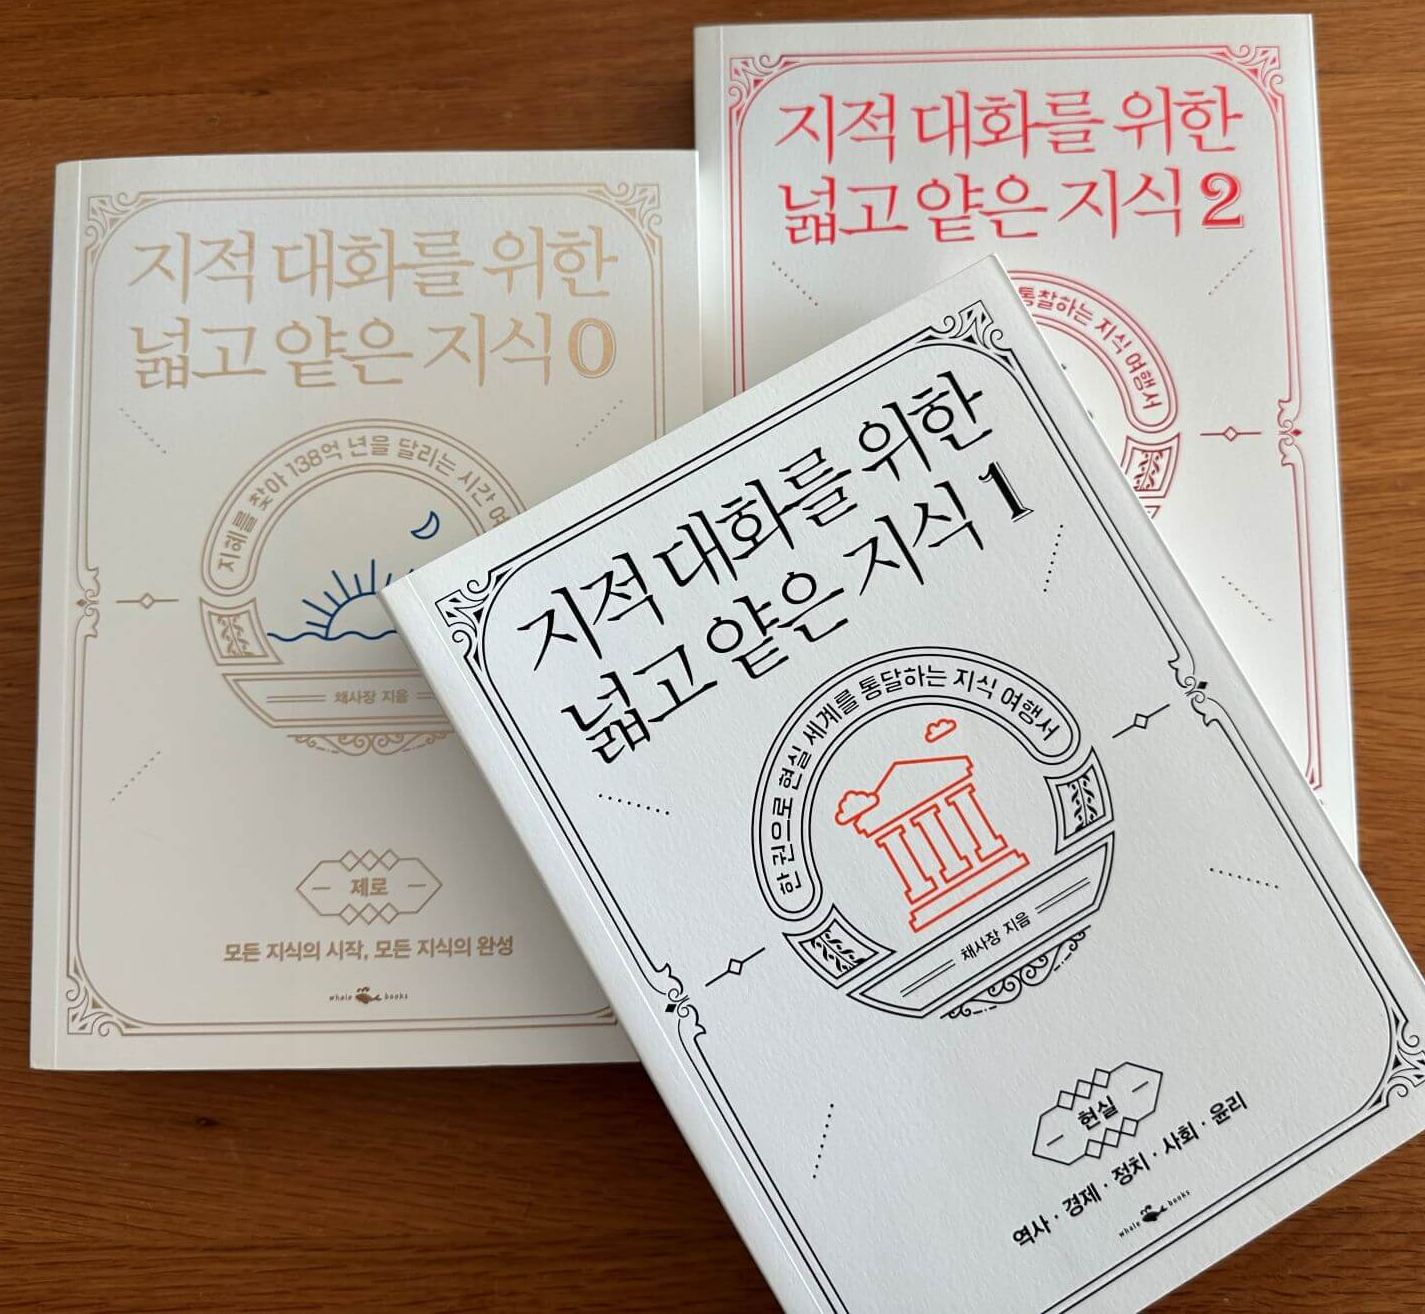 지적 대화를 위한
넓고 얕은 지식 0
지혜를 찾아 138억 년을 달리는 시간 여
채사장 지음
제로
모든 지식의 시작, 모든 지식의 완성
whale books
지적 대화를 위한
넓고 얕은 지식 2
통찰하는 지식 여행서
지적 대화를 위한
넓고 얕은 지식 1
한 권으로 현실 세계를 통달하는 지식 여행서
채사장 지음
현실
역사 · 경제 · 정치 · 사회 · 윤리
whale books